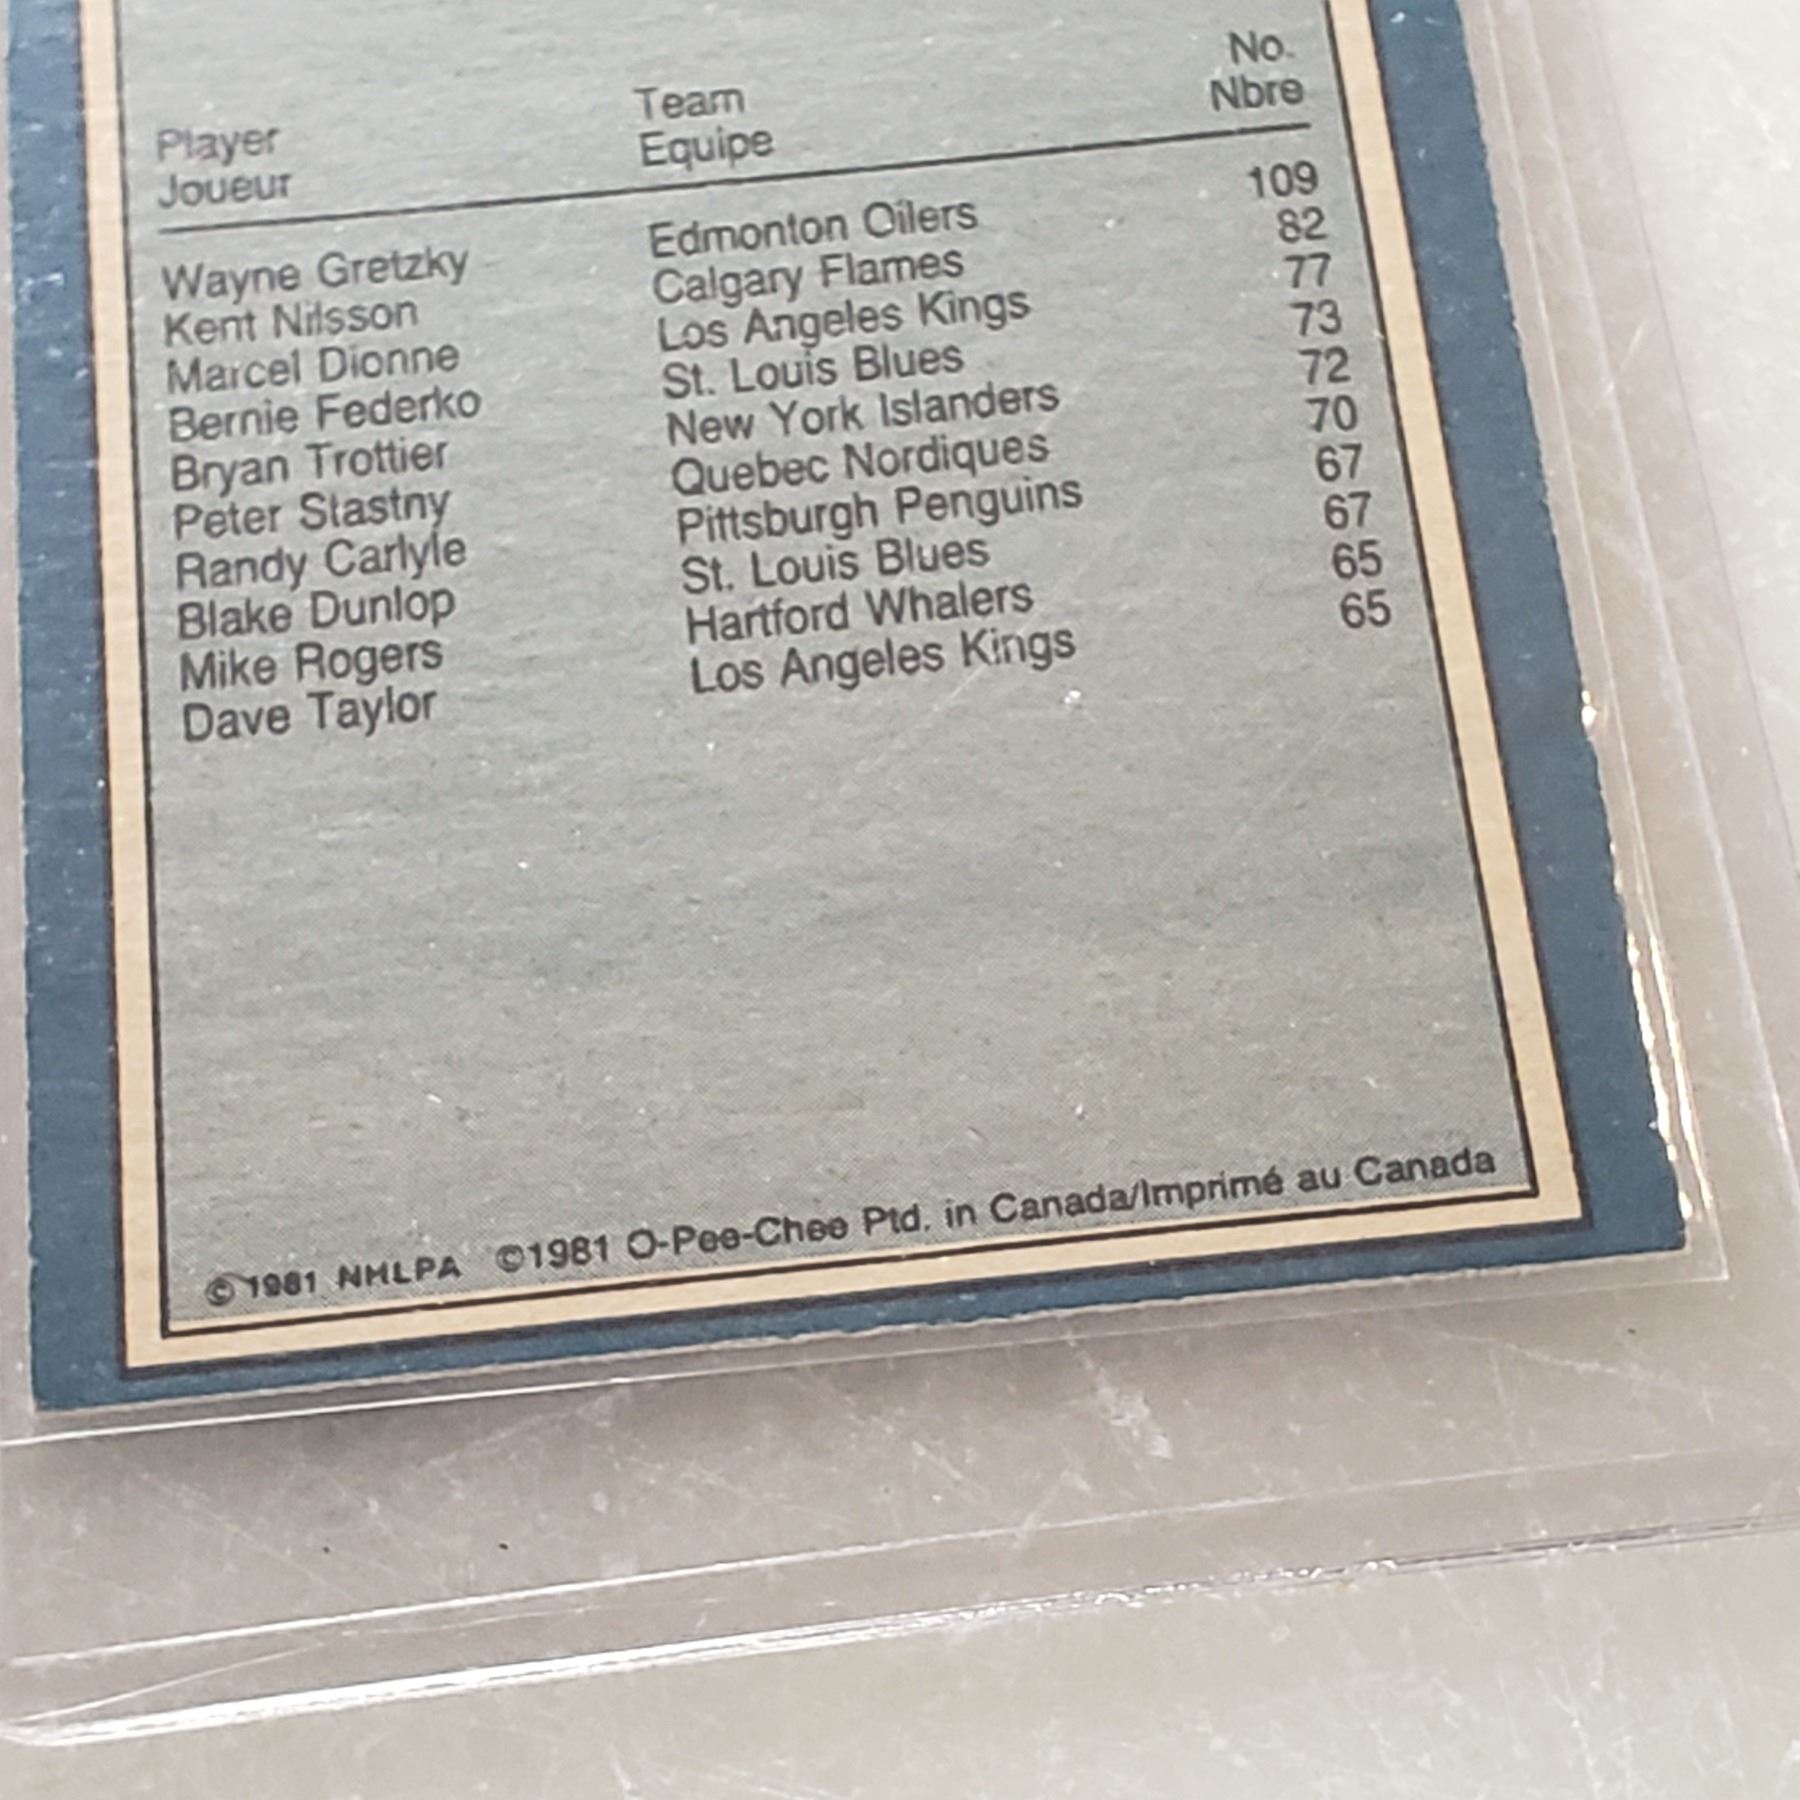 Player Team No.
Joueur Equipe Nbre
Wayne Gretzky Edmonton Oilers 109
Kent Nilsson Calgary Flames 82
Marcel Dionne Los Angeles Kings 77
Bernie Federko St. Louis Blues 73
Bryan Trottier New York Islanders 72
Peter Stastny Quebec Nordiques 70
Randy Carlyle Pittsburgh Penguins 67
Blake Dunlop St. Louis Blues 67
Mike Rogers Hartford Whalers 65
Dave Taylor Los Angeles Kings 65
© 1981 NHLPA ©1981 O-Pee-Chee Ptd. in Canada/Imprimé au Canada